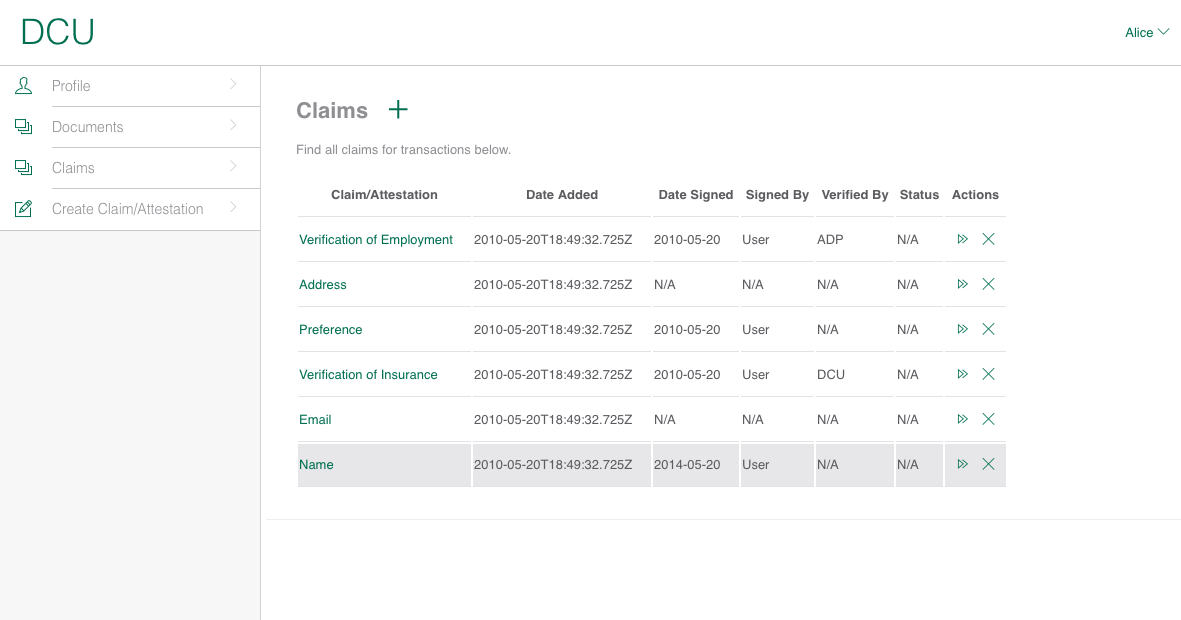 DCU
Alice
Profile
Documents
Claims
Create Claim/Attestation
Claims
Find all claims for transactions below.
Claim/Attestation Date Added Date Signed Signed By Verified By Status Actions
Verification of Employment 2010-05-20T18:49:32.725Z 2010-05-20 User ADP N/A
Address 2010-05-20T18:49:32.725Z N/A N/A N/A N/A
Preference 2010-05-20T18:49:32.725Z 2010-05-20 User N/A N/A
Verification of Insurance 2010-05-20T18:49:32.725Z 2010-05-20 User DCU N/A
Email 2010-05-20T18:49:32.725Z N/A N/A N/A N/A
Name 2010-05-20T18:49:32.725Z 2014-05-20 User N/A N/A